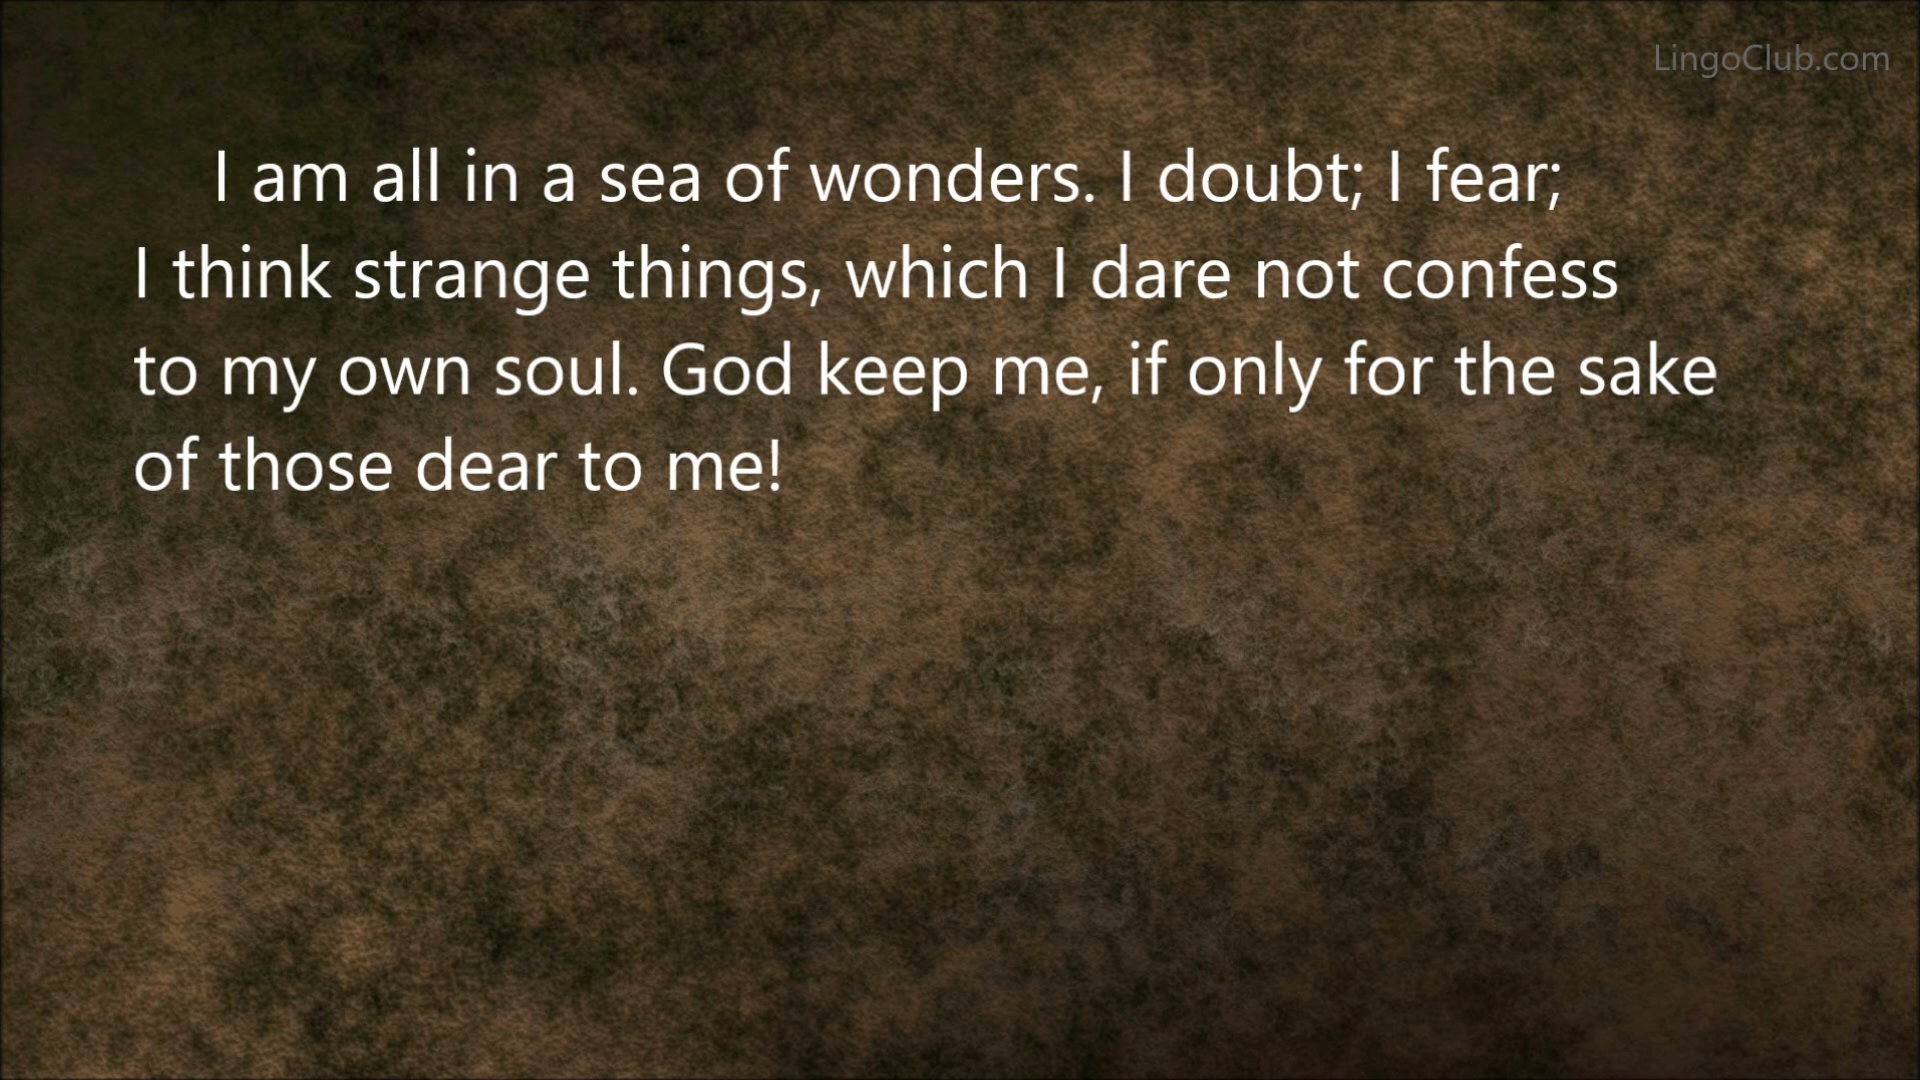 LingoClub.com
I am all in a sea of wonders. I doubt; I fear;
I think strange things, which I dare not confess
to my own soul. God keep me, if only for the sake
of those dear to me!